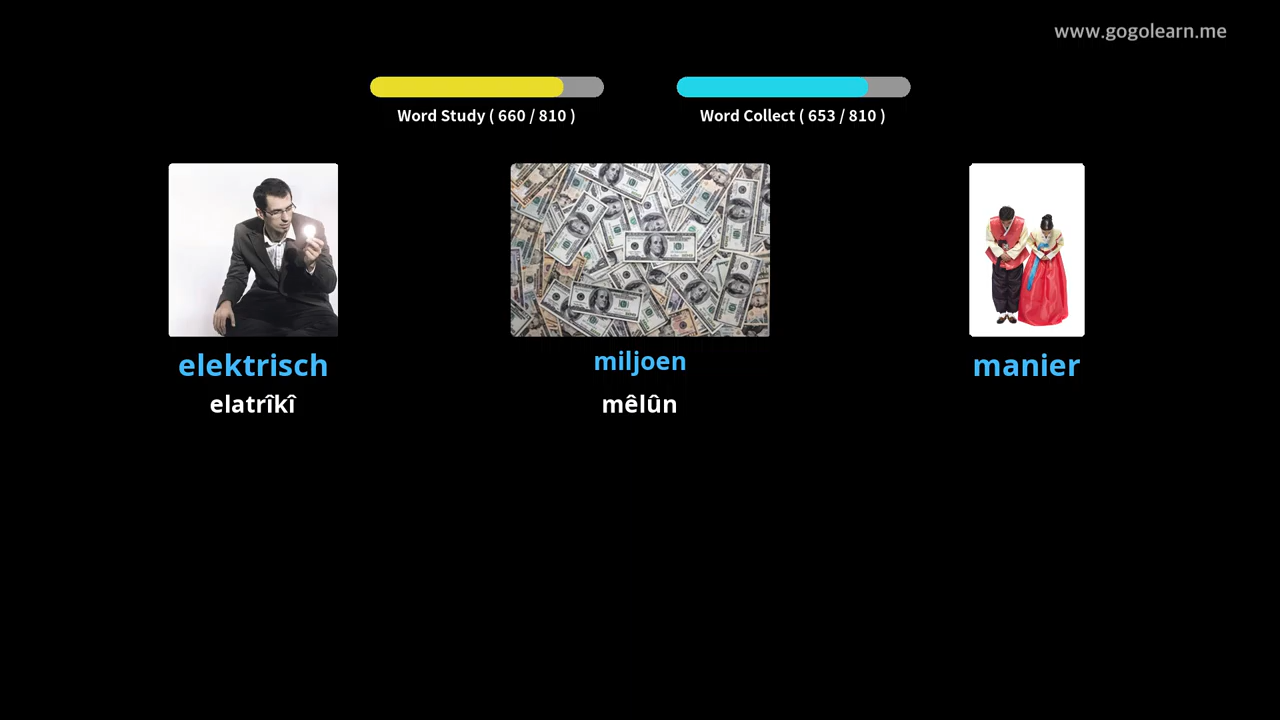 www.gogolearn.me
Word Study ( 660 / 810 )
Word Collect ( 653 / 810 )
elektrisch
miljoen
manier
elatrîkî
mêlûn